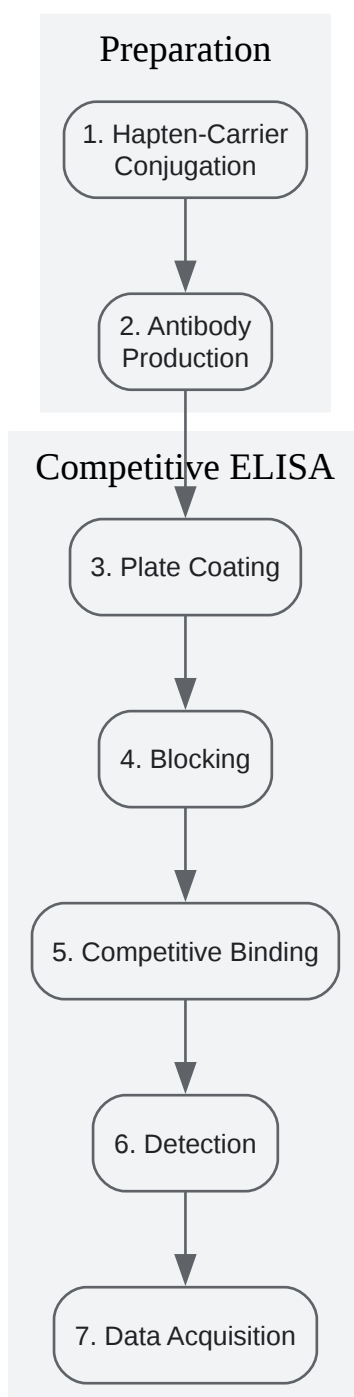 Preparation
1. Hapten-Carrier
Conjugation
2. Antibody
Production
Competitive ELISA
3. Plate Coating
4. Blocking
5. Competitive Binding
6. Detection
7. Data Acquisition